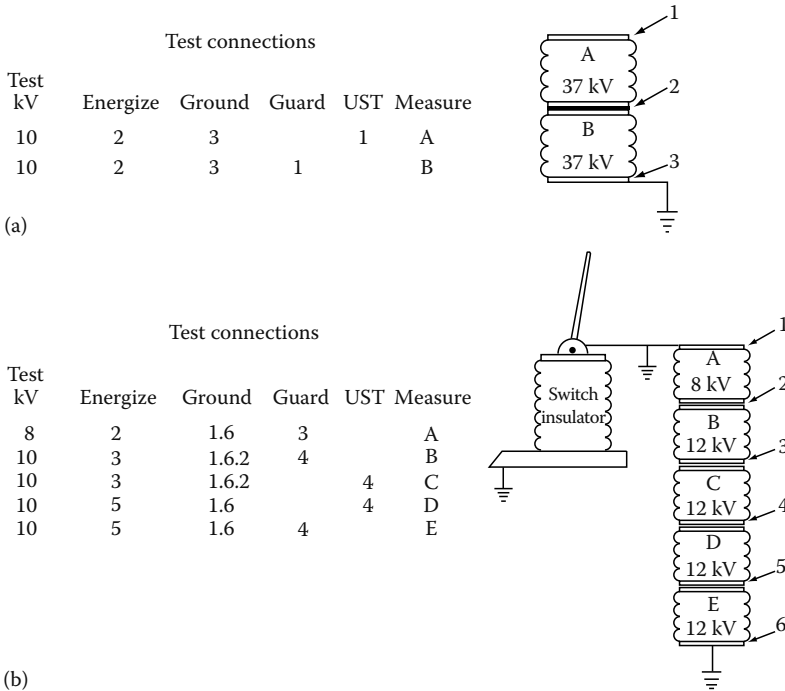 Test connections
Test
kV Energize Ground Guard UST Measure
10 2 3 1 A
10 2 3 1 B
(a)
1
A
37 kV
2
B
37 kV
3
Test connections
Test
kV Energize Ground Guard UST Measure
8 2 1.6 3 A
10 3 1.6.2 4 B
10 3 1.6.2 4 C
10 5 1.6 4 D
10 5 1.6 4 E
(b)
Switch
insulator
1
A
8 kV
2
B
12 kV
3
C
12 kV
4
D
12 kV
5
E
12 kV
6